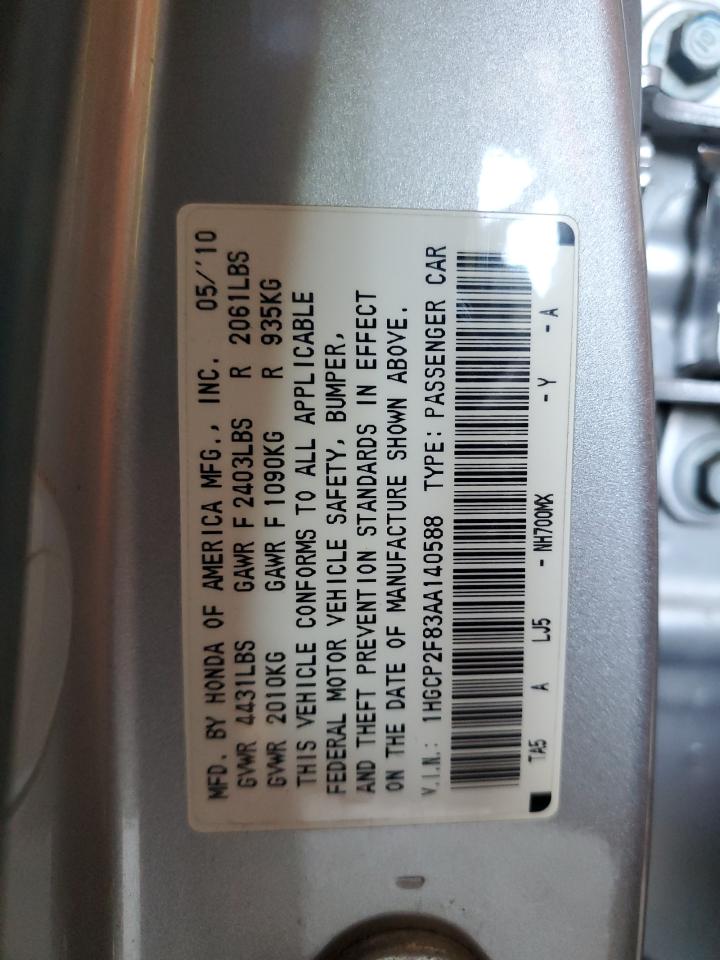 MFD. BY HONDA OF AMERICA MFG., INC. 05/'10
GVWR 4431LBS GAWR F 2403LBS R 2061LBS
GVWR 2010KG GAWR F 1090KG R 935KG
THIS VEHICLE CONFORMS TO ALL APPLICABLE
FEDERAL MOTOR VEHICLE SAFETY, BUMPER,
AND THEFT PREVENTION STANDARDS IN EFFECT
ON THE DATE OF MANUFACTURE SHOWN ABOVE.
V.I.N.: 1HGCP2F83AA140588 TYPE: PASSENGER CAR
TA5 A LJ5 - NH700MX - Y - A